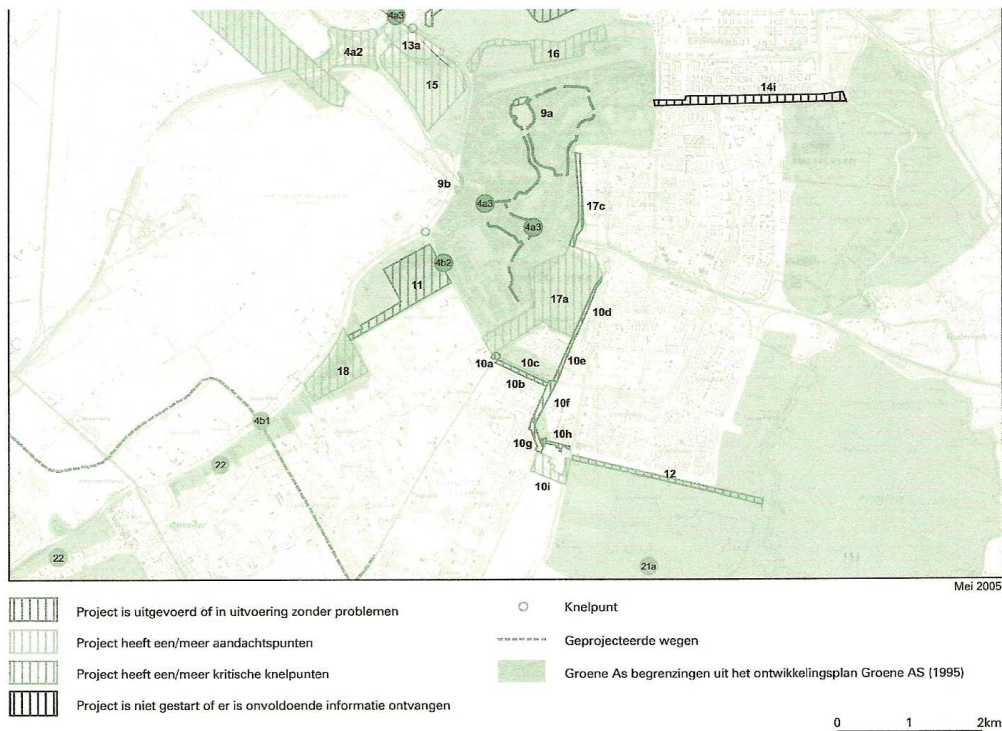 4a3
13a
4a2
16
15
14i
9a
9b
4a3
17c
4a3
4b2
11
17a
10d
10a
10c
10e
18
10b
10f
4b1
10h
10g
22
12
10i
22
21a
Mei 2005
Project is uitgevoerd of in uitvoering zonder problemen
Knelpunt
Project heeft een/meer aandachtspunten
Geprojecteerde wegen
Project heeft een/meer kritische knelpunten
Groene As begrenzingen uit het ontwikkelingsplan Groene AS (1995)
Project is niet gestart of er is onvoldoende informatie ontvangen
0 1 2km